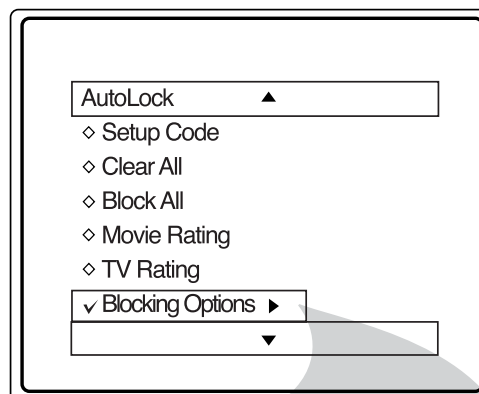 AutoLock
Setup Code
Clear All
Block All
Movie Rating
TV Rating
Blocking Options